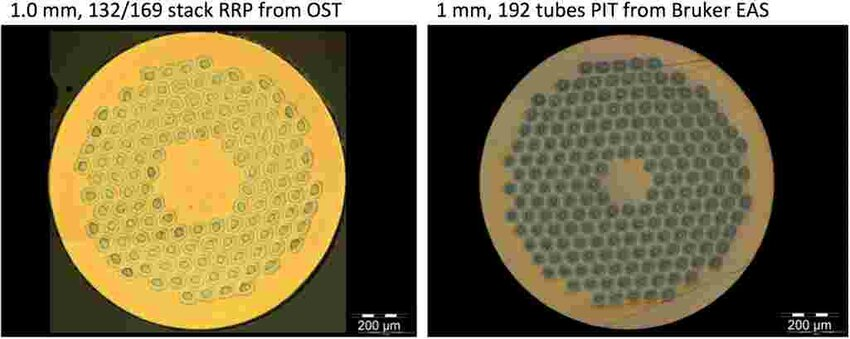 1.0 mm, 132/169 stack RRP from OST
1 mm, 192 tubes PIT from Bruker EAS
200 µm
200 µm